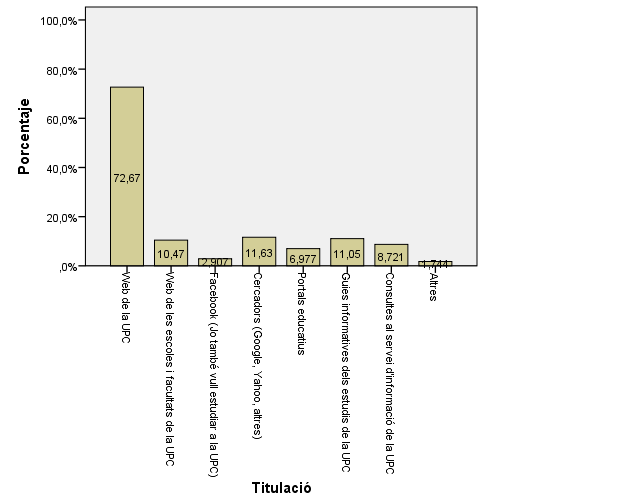 100,0%
80,0%
60,0%
40,0%
20,0%
,0%
Porcentaje
72,67
10,47
2,907
11,63
6,977
11,05
8,721
1,744
Web de la UPC
Web de les escoles i facultats de la UPC
Facebook (Jo també vull estudiar a la UPC)
Cercadors (Google, Yahoo, altres)
Portals educatius
Guies informatives dels estudis de la UPC
Consultes al servei d'informació de la UPC
Altres
Titulació